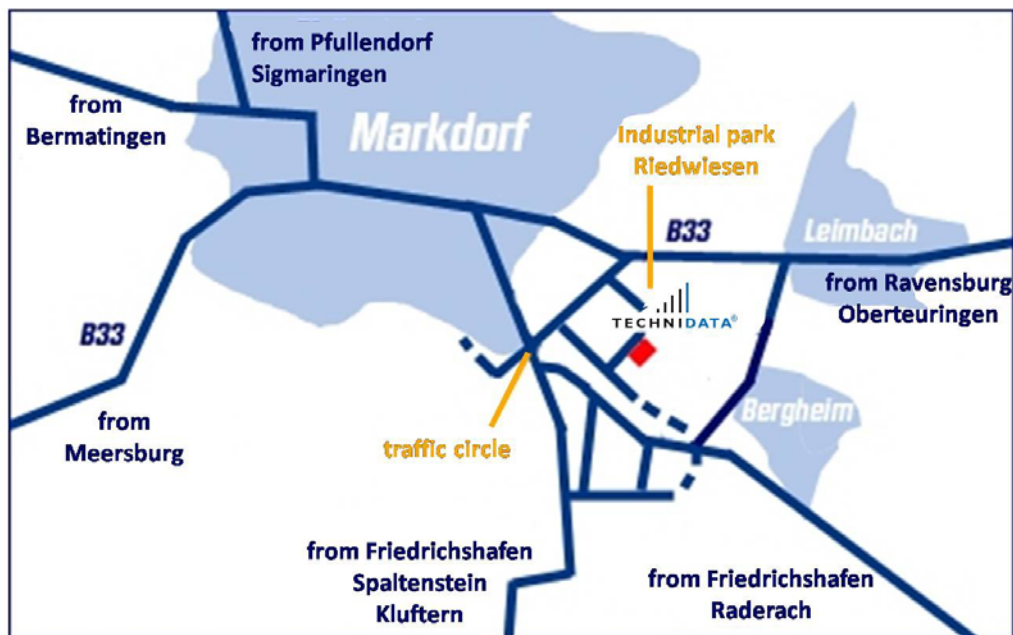 from Pfullendorf
Sigmaringen
from
Bermatingen
Markdorf
Industrial park
Riedwiesen
B33
Leimbach
from Ravensburg
Oberteuringen
TECHNIDATA®
B33
from
Meersburg
traffic circle
Bergheim
from Friedrichshafen
Spaltenstein
Kluftern
from Friedrichshafen
Raderach